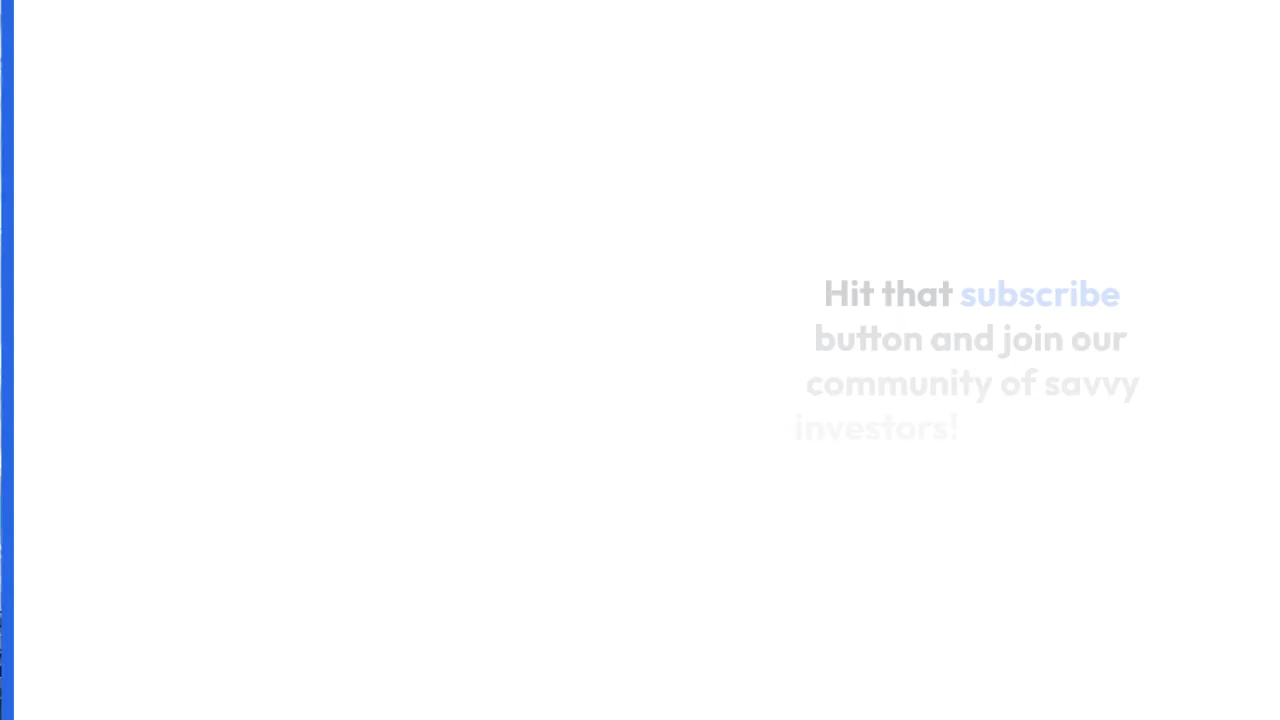 Hit that subscribe
button and join our
community of savvy
investors!